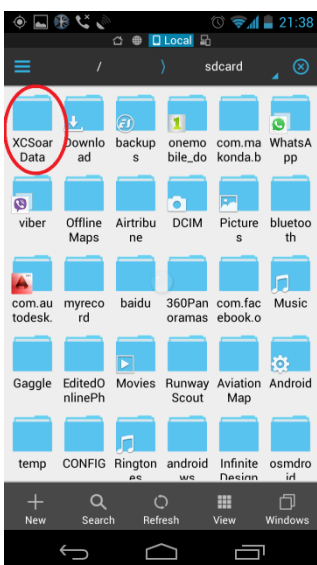 21:38
Local
/ sdcard
XCSoar Downlo backup onemo com.ma WhatsA
Data ad s bile_do konda.b pp
viber Offline Airtribu DCIM Picture bluetoo
Maps ne s th
com.au myreco baidu 360Pan com.fac Music
todesk. rd oramas ebook.o
Gaggle EditedO Movies Runway Aviation Android
nlinePh Scout Map
temp CONFIG Rington android Infinite osmdro
es ws Design id
New Search Refresh View Windows